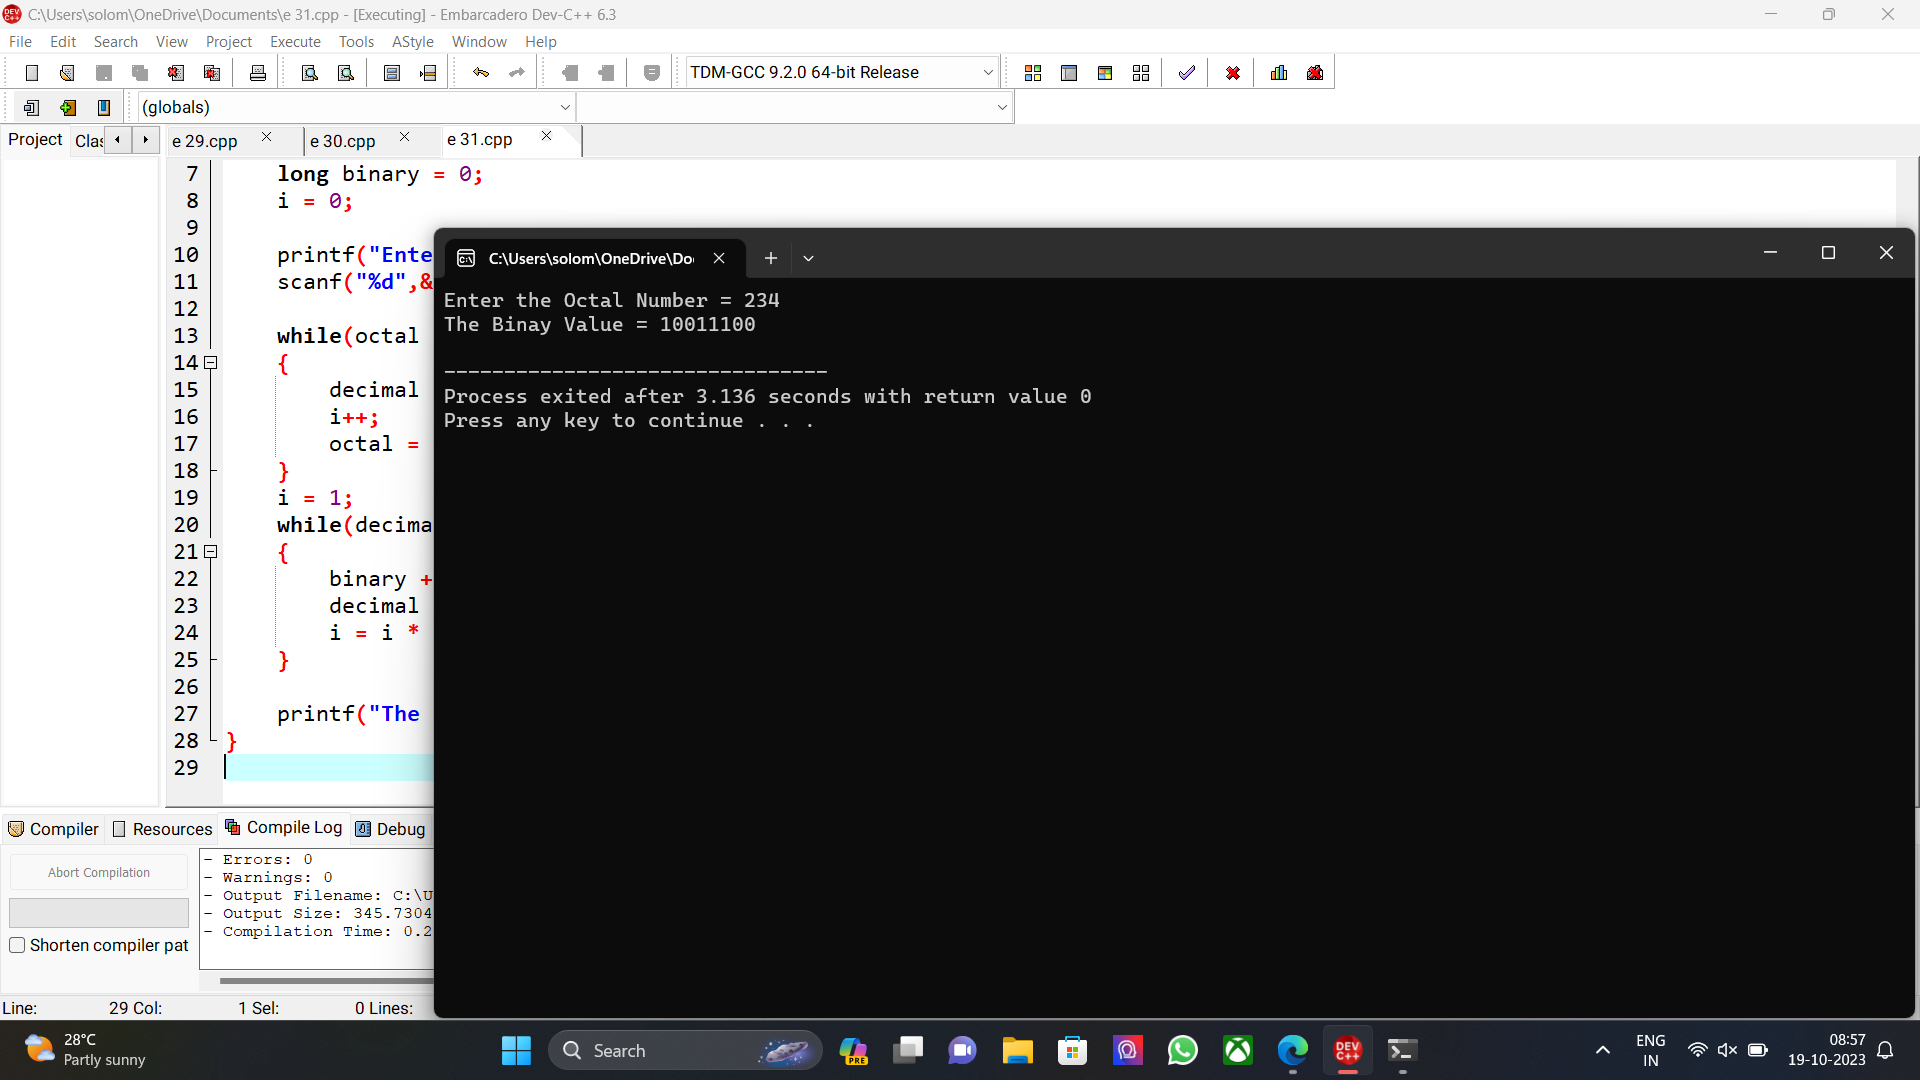 C:\Users\solom\OneDrive\Documents\e 31.cpp - [Executing] - Embarcadero Dev-C++ 6.3
File Edit Search View Project Execute Tools AStyle Window Help
TDM-GCC 9.2.0 64-bit Release
(globals)
Project Clas e 29.cpp e 30.cpp e 31.cpp
7 long binary = 0;
8 i = 0;
9
10 printf("Ente
11 scanf("%d",&
12
13 while(octal
14 {
15 decimal
16 i++;
17 octal =
18 }
19 i = 1;
20 while(decima
21 {
22 binary +
23 decimal
24 i = i *
25 }
26
27 printf("The
28 }
29
C:\Users\solom\OneDrive\Do
Enter the Octal Number = 234
The Binay Value = 10011100
--------------------------------
Process exited after 3.136 seconds with return value 0
Press any key to continue . . .
Compiler Resources Compile Log Debug
Abort Compilation
Shorten compiler pat
- Errors: 0
- Warnings: 0
- Output Filename: C:\U
- Output Size: 345.7304
- Compilation Time: 0.2
Line: 29 Col: 1 Sel: 0 Lines:
28°C
Partly sunny
Search
PRE
DEV
C++
ENG
IN
08:57
19-10-2023